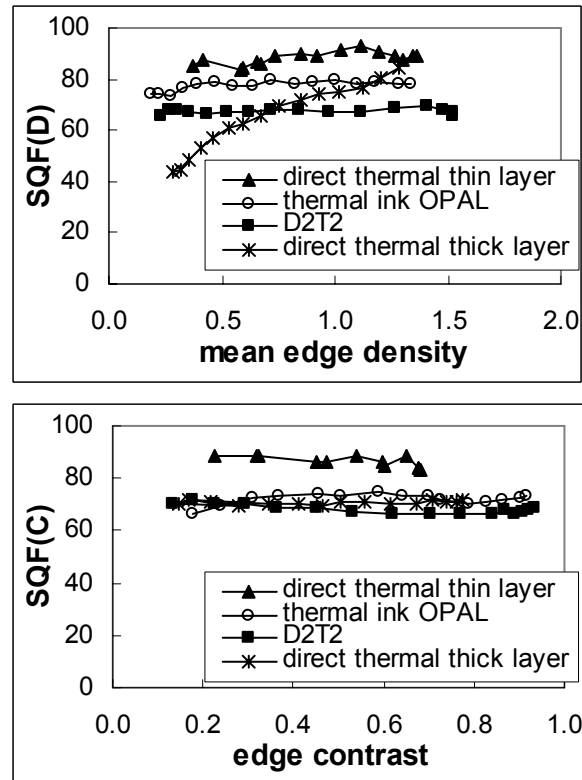 100
80
60
40
20
0
SQF(D)
direct thermal thin layer
thermal ink OPAL
D2T2
direct thermal thick layer
0.0 0.5 1.0 1.5 2.0
mean edge density
100
80
60
40
20
0
SQF(C)
direct thermal thin layer
thermal ink OPAL
D2T2
direct thermal thick layer
0.0 0.2 0.4 0.6 0.8 1.0
edge contrast